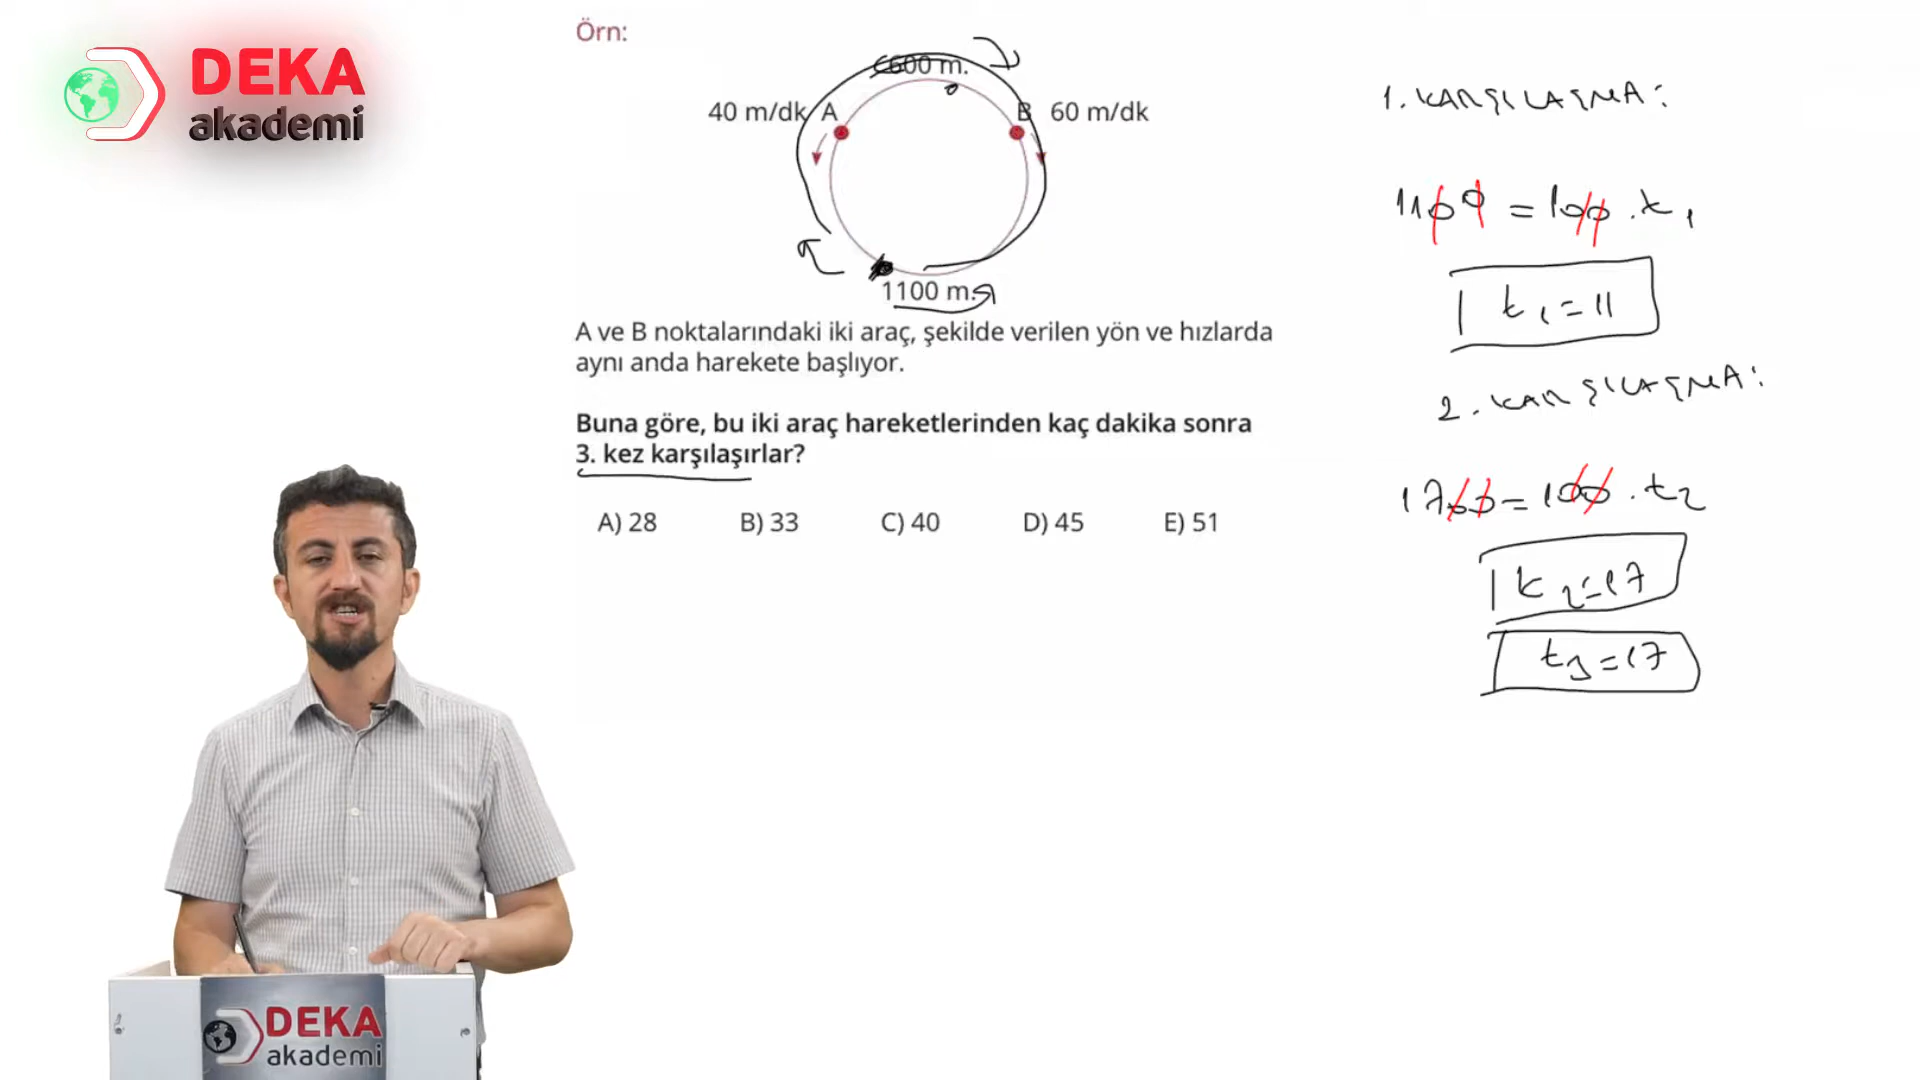 DEKA
akademi
Örn:
600 m.
40 m/dk A
B 60 m/dk
1100 m.
A ve B noktalarındaki iki araç, şekilde verilen yön ve hızlarda
aynı anda harekete başlıyor.
Buna göre, bu iki araç hareketlerinden kaç dakika sonra
3. kez karşılaşırlar?
A) 28 B) 33 C) 40 D) 45 E) 51
1. KARŞILAŞMA:
1100 = 100 . t1
t1 = 11
2. KARŞILAŞMA:
1700 = 100 . t2
t2 = 17
t3 = 17
DEKA
akademi